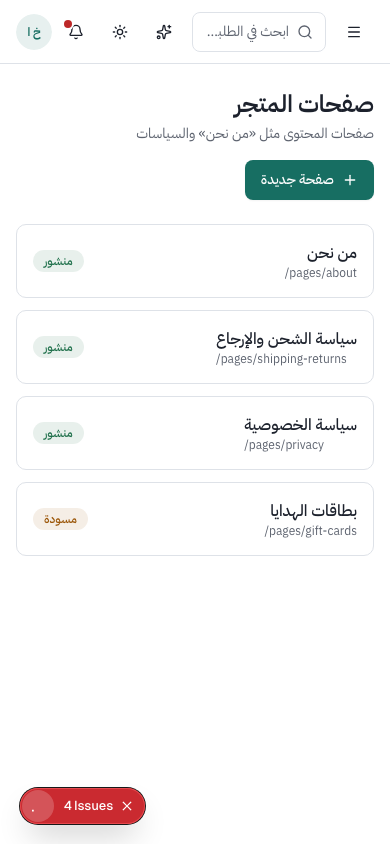 ابحث في الطلبـ...
خ ا
صفحات المتجر
صفحات المحتوى مثل «من نحن» والسياسات
صفحة جديدة
من نحن
/pages/about
منشور
سياسة الشحن والإرجاع
/pages/shipping-returns
منشور
سياسة الخصوصية
/pages/privacy
منشور
بطاقات الهدايا
/pages/gift-cards
مسودة
4 Issues